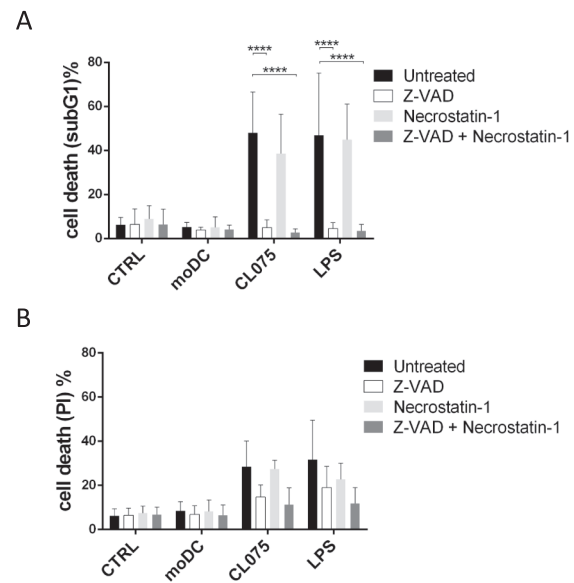 A
****
****
****
****
cell death (subG1)%
80
60
40
20
0
CTRL
moDC
CL075
LPS
Untreated
Z-VAD
Necrostatin-1
Z-VAD + Necrostatin-1
B
cell death (PI) %
80
60
40
20
0
CTRL
moDC
CL075
LPS
Untreated
Z-VAD
Necrostatin-1
Z-VAD + Necrostatin-1